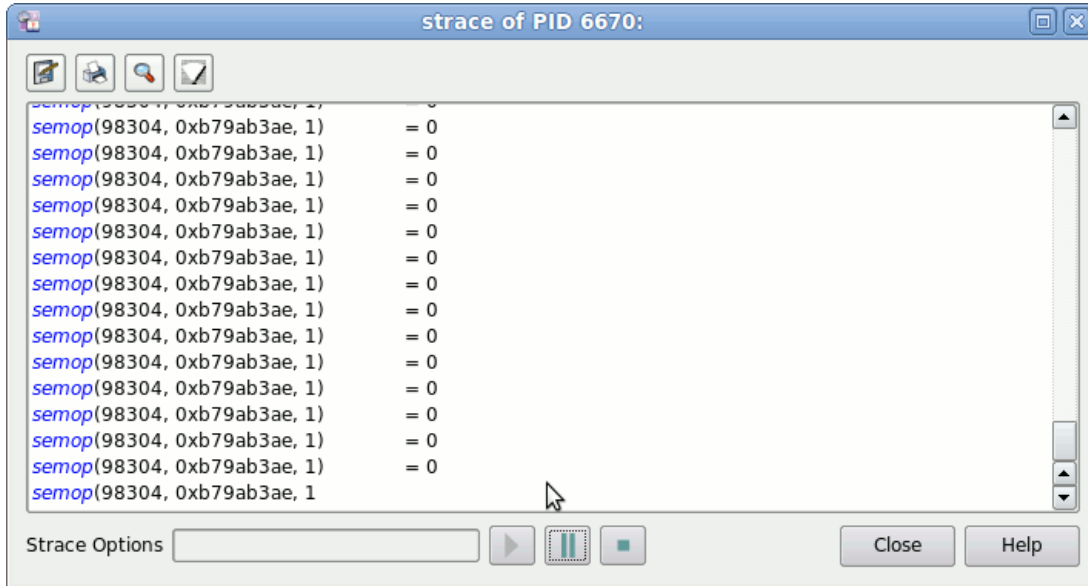 strace of PID 6670:
semop(98304, 0xb79ab3ae, 1) = 0
semop(98304, 0xb79ab3ae, 1) = 0
semop(98304, 0xb79ab3ae, 1) = 0
semop(98304, 0xb79ab3ae, 1) = 0
semop(98304, 0xb79ab3ae, 1) = 0
semop(98304, 0xb79ab3ae, 1) = 0
semop(98304, 0xb79ab3ae, 1) = 0
semop(98304, 0xb79ab3ae, 1) = 0
semop(98304, 0xb79ab3ae, 1) = 0
semop(98304, 0xb79ab3ae, 1) = 0
semop(98304, 0xb79ab3ae, 1) = 0
semop(98304, 0xb79ab3ae, 1) = 0
semop(98304, 0xb79ab3ae, 1) = 0
semop(98304, 0xb79ab3ae, 1) = 0
semop(98304, 0xb79ab3ae, 1
Strace Options Close Help